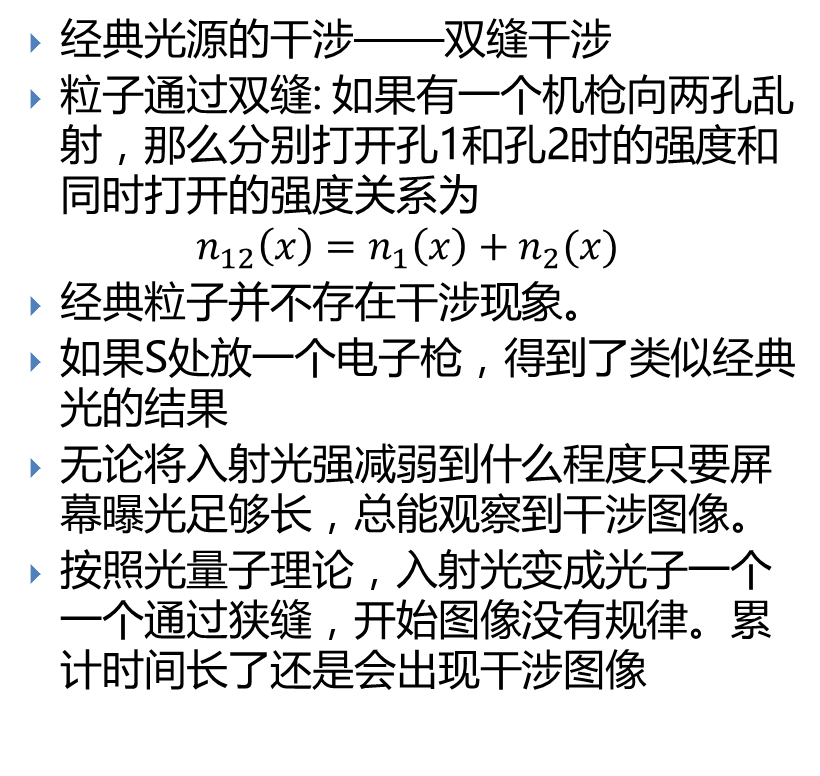 经典光源的干涉——双缝干涉
粒子通过双缝: 如果有一个机枪向两孔乱
射，那么分别打开孔1和孔2时的强度和
同时打开的强度关系为
𝑛₁₂(𝑥) = 𝑛₁(𝑥) + 𝑛₂(𝑥)
经典粒子并不存在干涉现象。
如果S处放一个电子枪，得到了类似经典
光的结果
无论将入射光强减弱到什么程度只要屏
幕曝光足够长，总能观察到干涉图像。
按照光量子理论，入射光变成光子一个
一个通过狭缝，开始图像没有规律。累
计时间长了还是会出现干涉图像